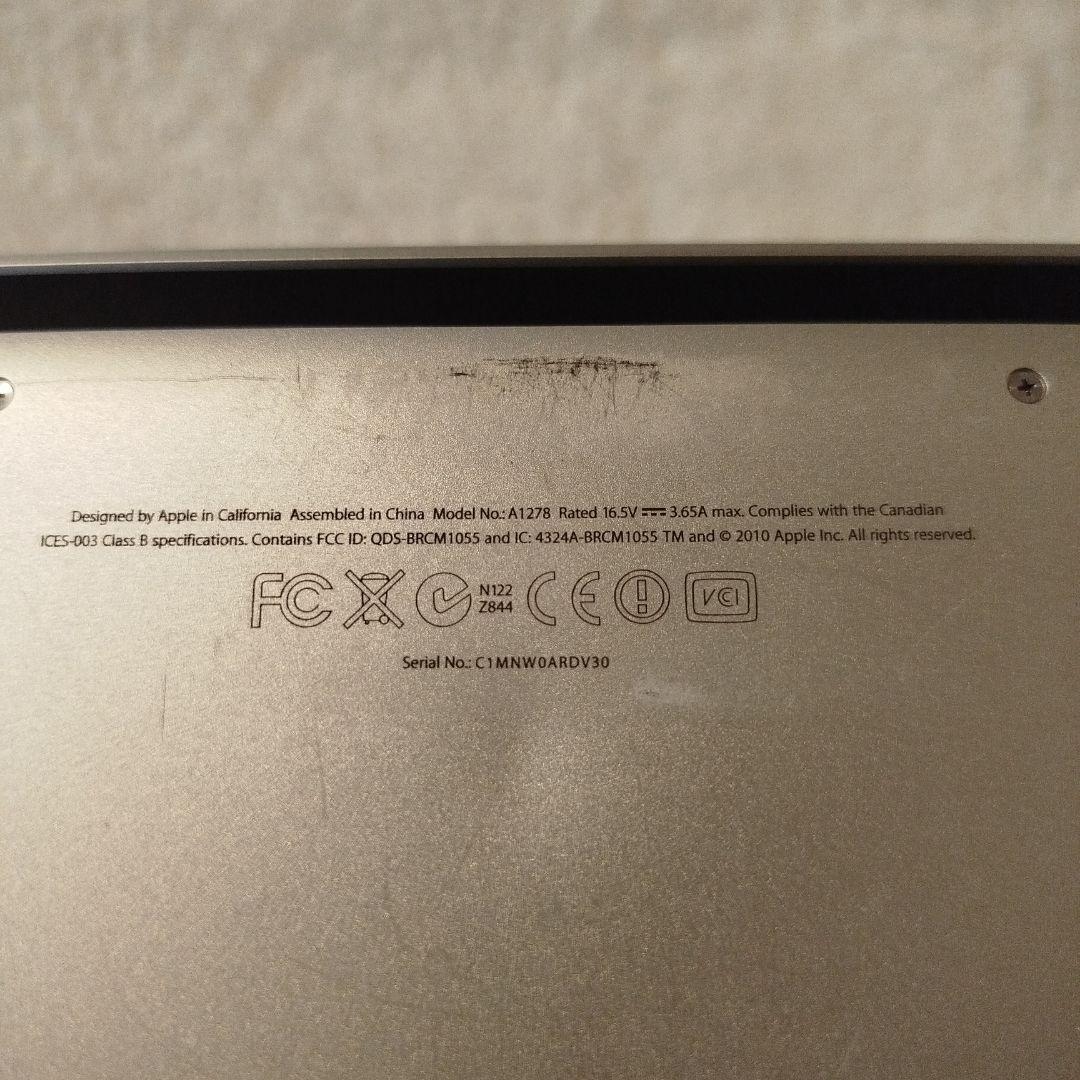 Designed by Apple in California Assembled in China Model No.: A1278 Rated 16.5V ⎓ 3.65A max. Complies with the Canadian
ICES-003 Class B specifications. Contains FCC ID: QDS-BRCM1055 and IC: 4324A-BRCM1055 TM and © 2010 Apple Inc. All rights reserved.
FC N122 CE VCI
Z844
Serial No.: C1MNW0ARDV30